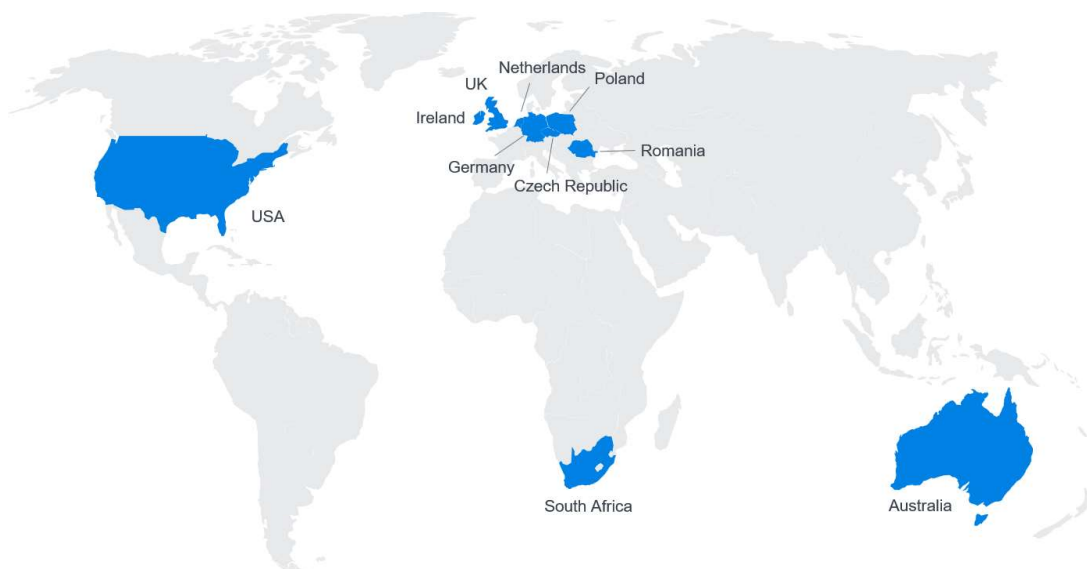 Netherlands
UK
Poland
Ireland
Romania
Germany
Czech Republic
USA
South Africa
Australia